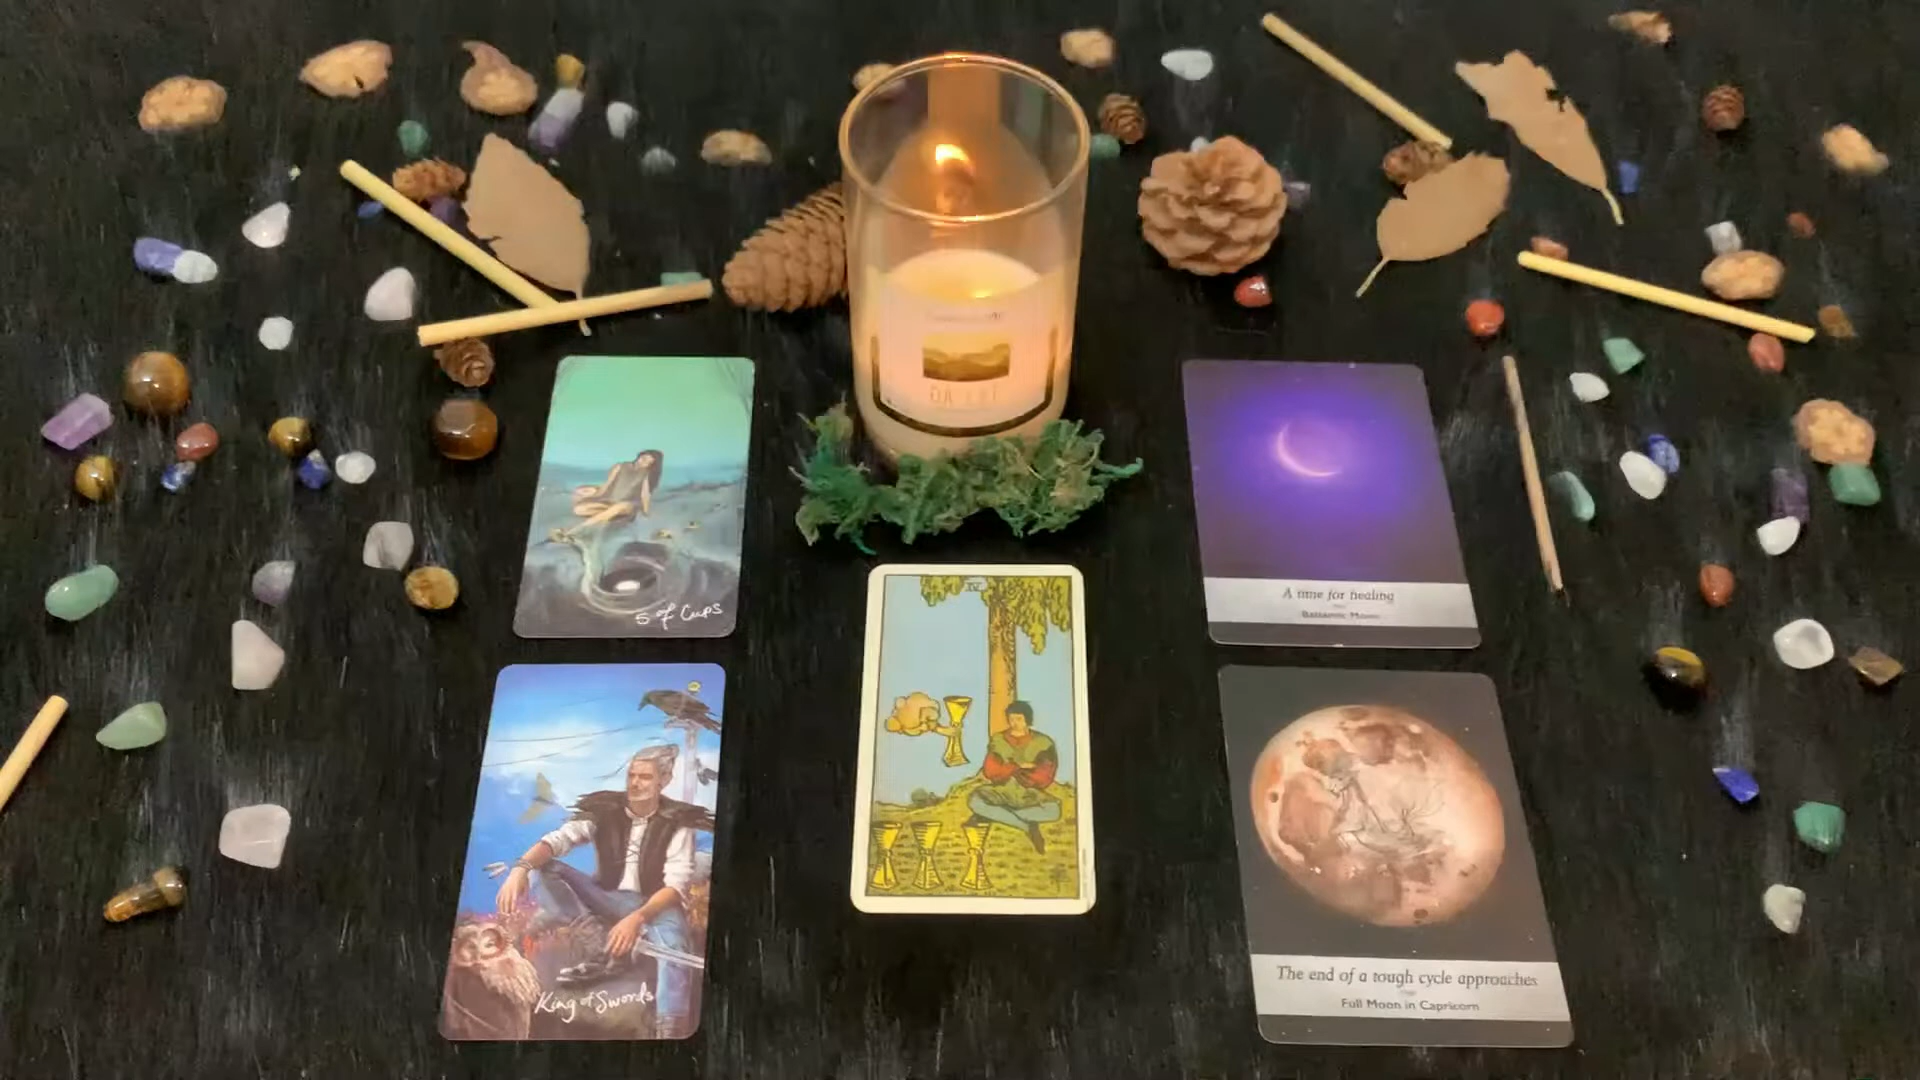 5 of Cups
A time for healing
Balsamic Moon
IV
King of Swords
The end of a tough cycle approaches
Full Moon in Capricorn